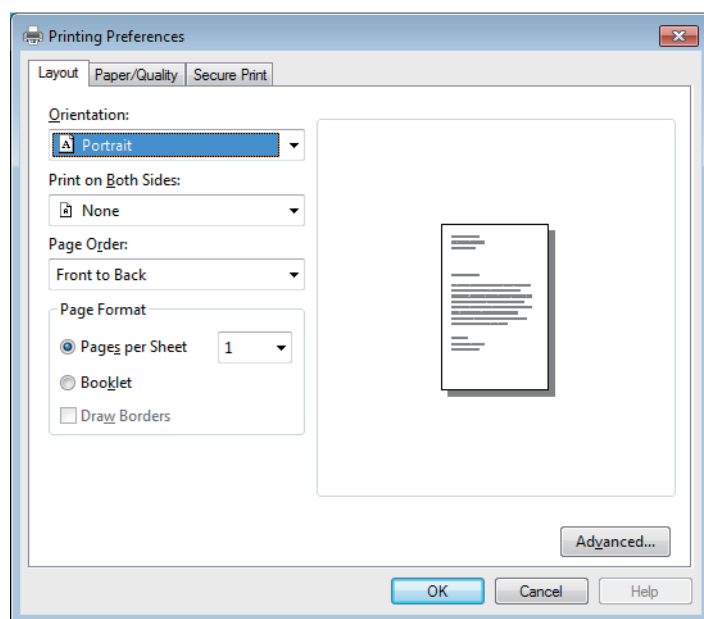 Printing Preferences
Layout Paper/Quality Secure Print
Orientation:
A Portrait
Print on Both Sides:
None
Page Order:
Front to Back
Page Format
Pages per Sheet 1
Booklet
Draw Borders
Advanced...
OK Cancel Help